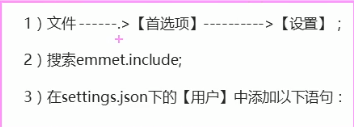 1）文件 ------.>【首选项】---------->【设置】；
2）搜索emmet.include;
3）在settings.json下的【用户】中添加以下语句：